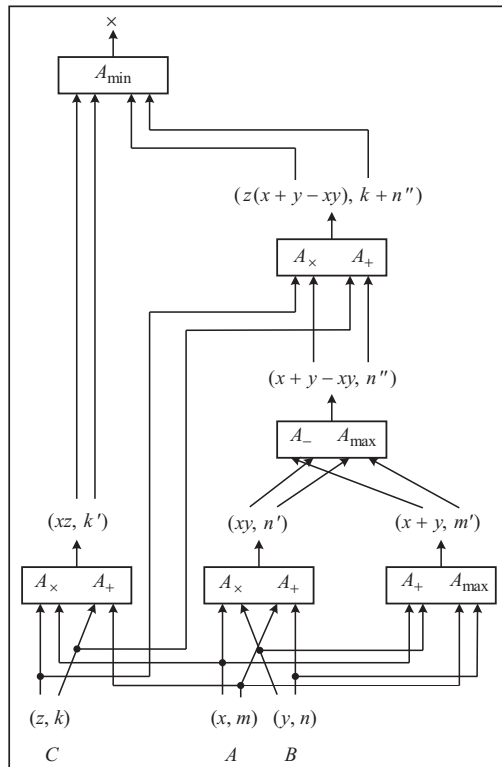 ×
A_min
(z(x + y − xy), k + n″)
A_× A_+
(x + y − xy, n″)
A_− A_max
(xz, k′) (xy, n′) (x + y, m′)
A_× A_+ A_× A_+ A_+ A_max
(z, k) (x, m) (y, n)
C A B